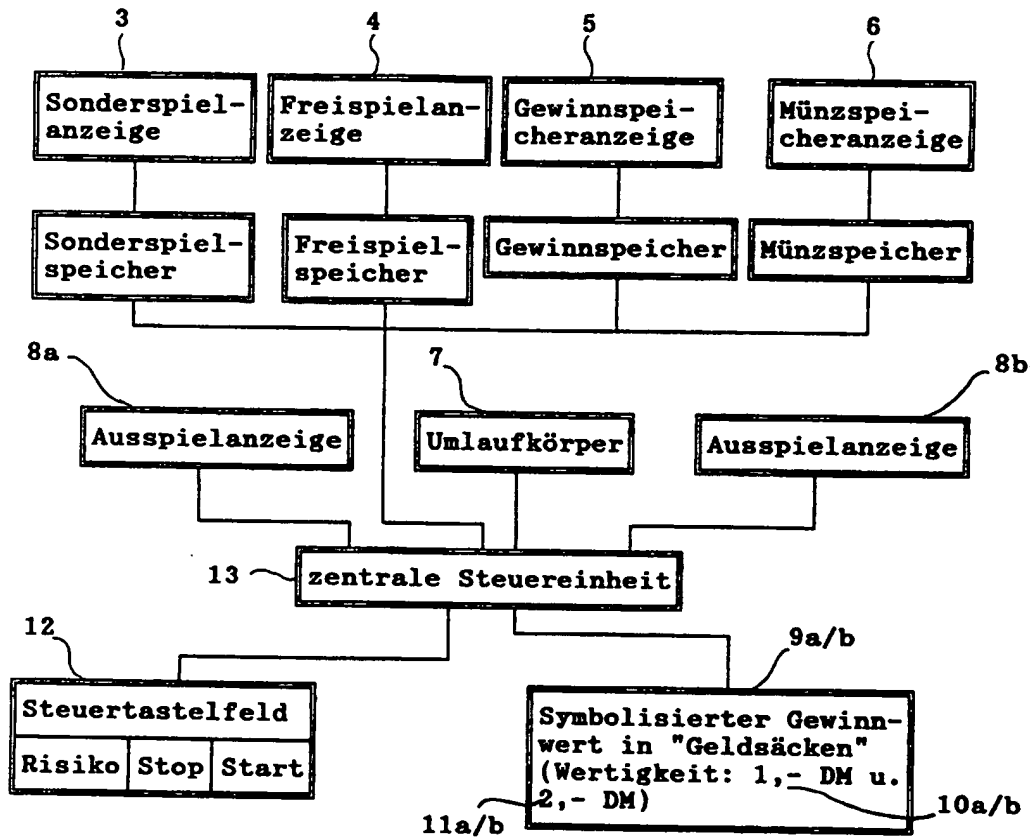 3
4
5
6
Sonderspiel-
anzeige
Freispielan-
zeige
Gewinnspei-
cheranzeige
Münzspei-
cheranzeige
Sonderspiel-
speicher
Freispiel-
speicher
Gewinnspeicher
Münzspeicher
8a
7
8b
Ausspielanzeige
Umlaufkörper
Ausspielanzeige
13
zentrale Steuereinheit
12
9a/b
Steuertastelfeld
Risiko
Stop
Start
Symbolisierter Gewinn-
wert in "Geldsäcken"
(Wertigkeit: 1,- DM u.
2,- DM)
10a/b
11a/b